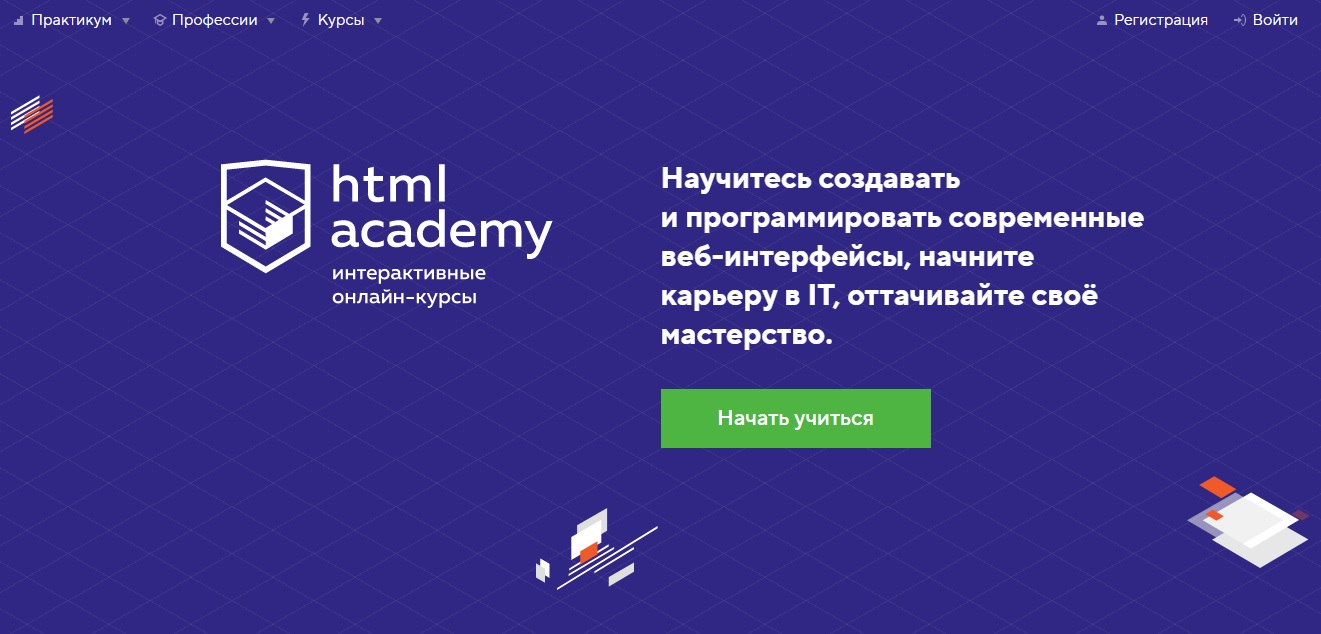 Практикум Профессии Курсы Регистрация Войти
html
academy
интерактивные
онлайн-курсы
Научитесь создавать
и программировать современные
веб-интерфейсы, начните
карьеру в IT, оттачивайте своё
мастерство.
Начать учиться